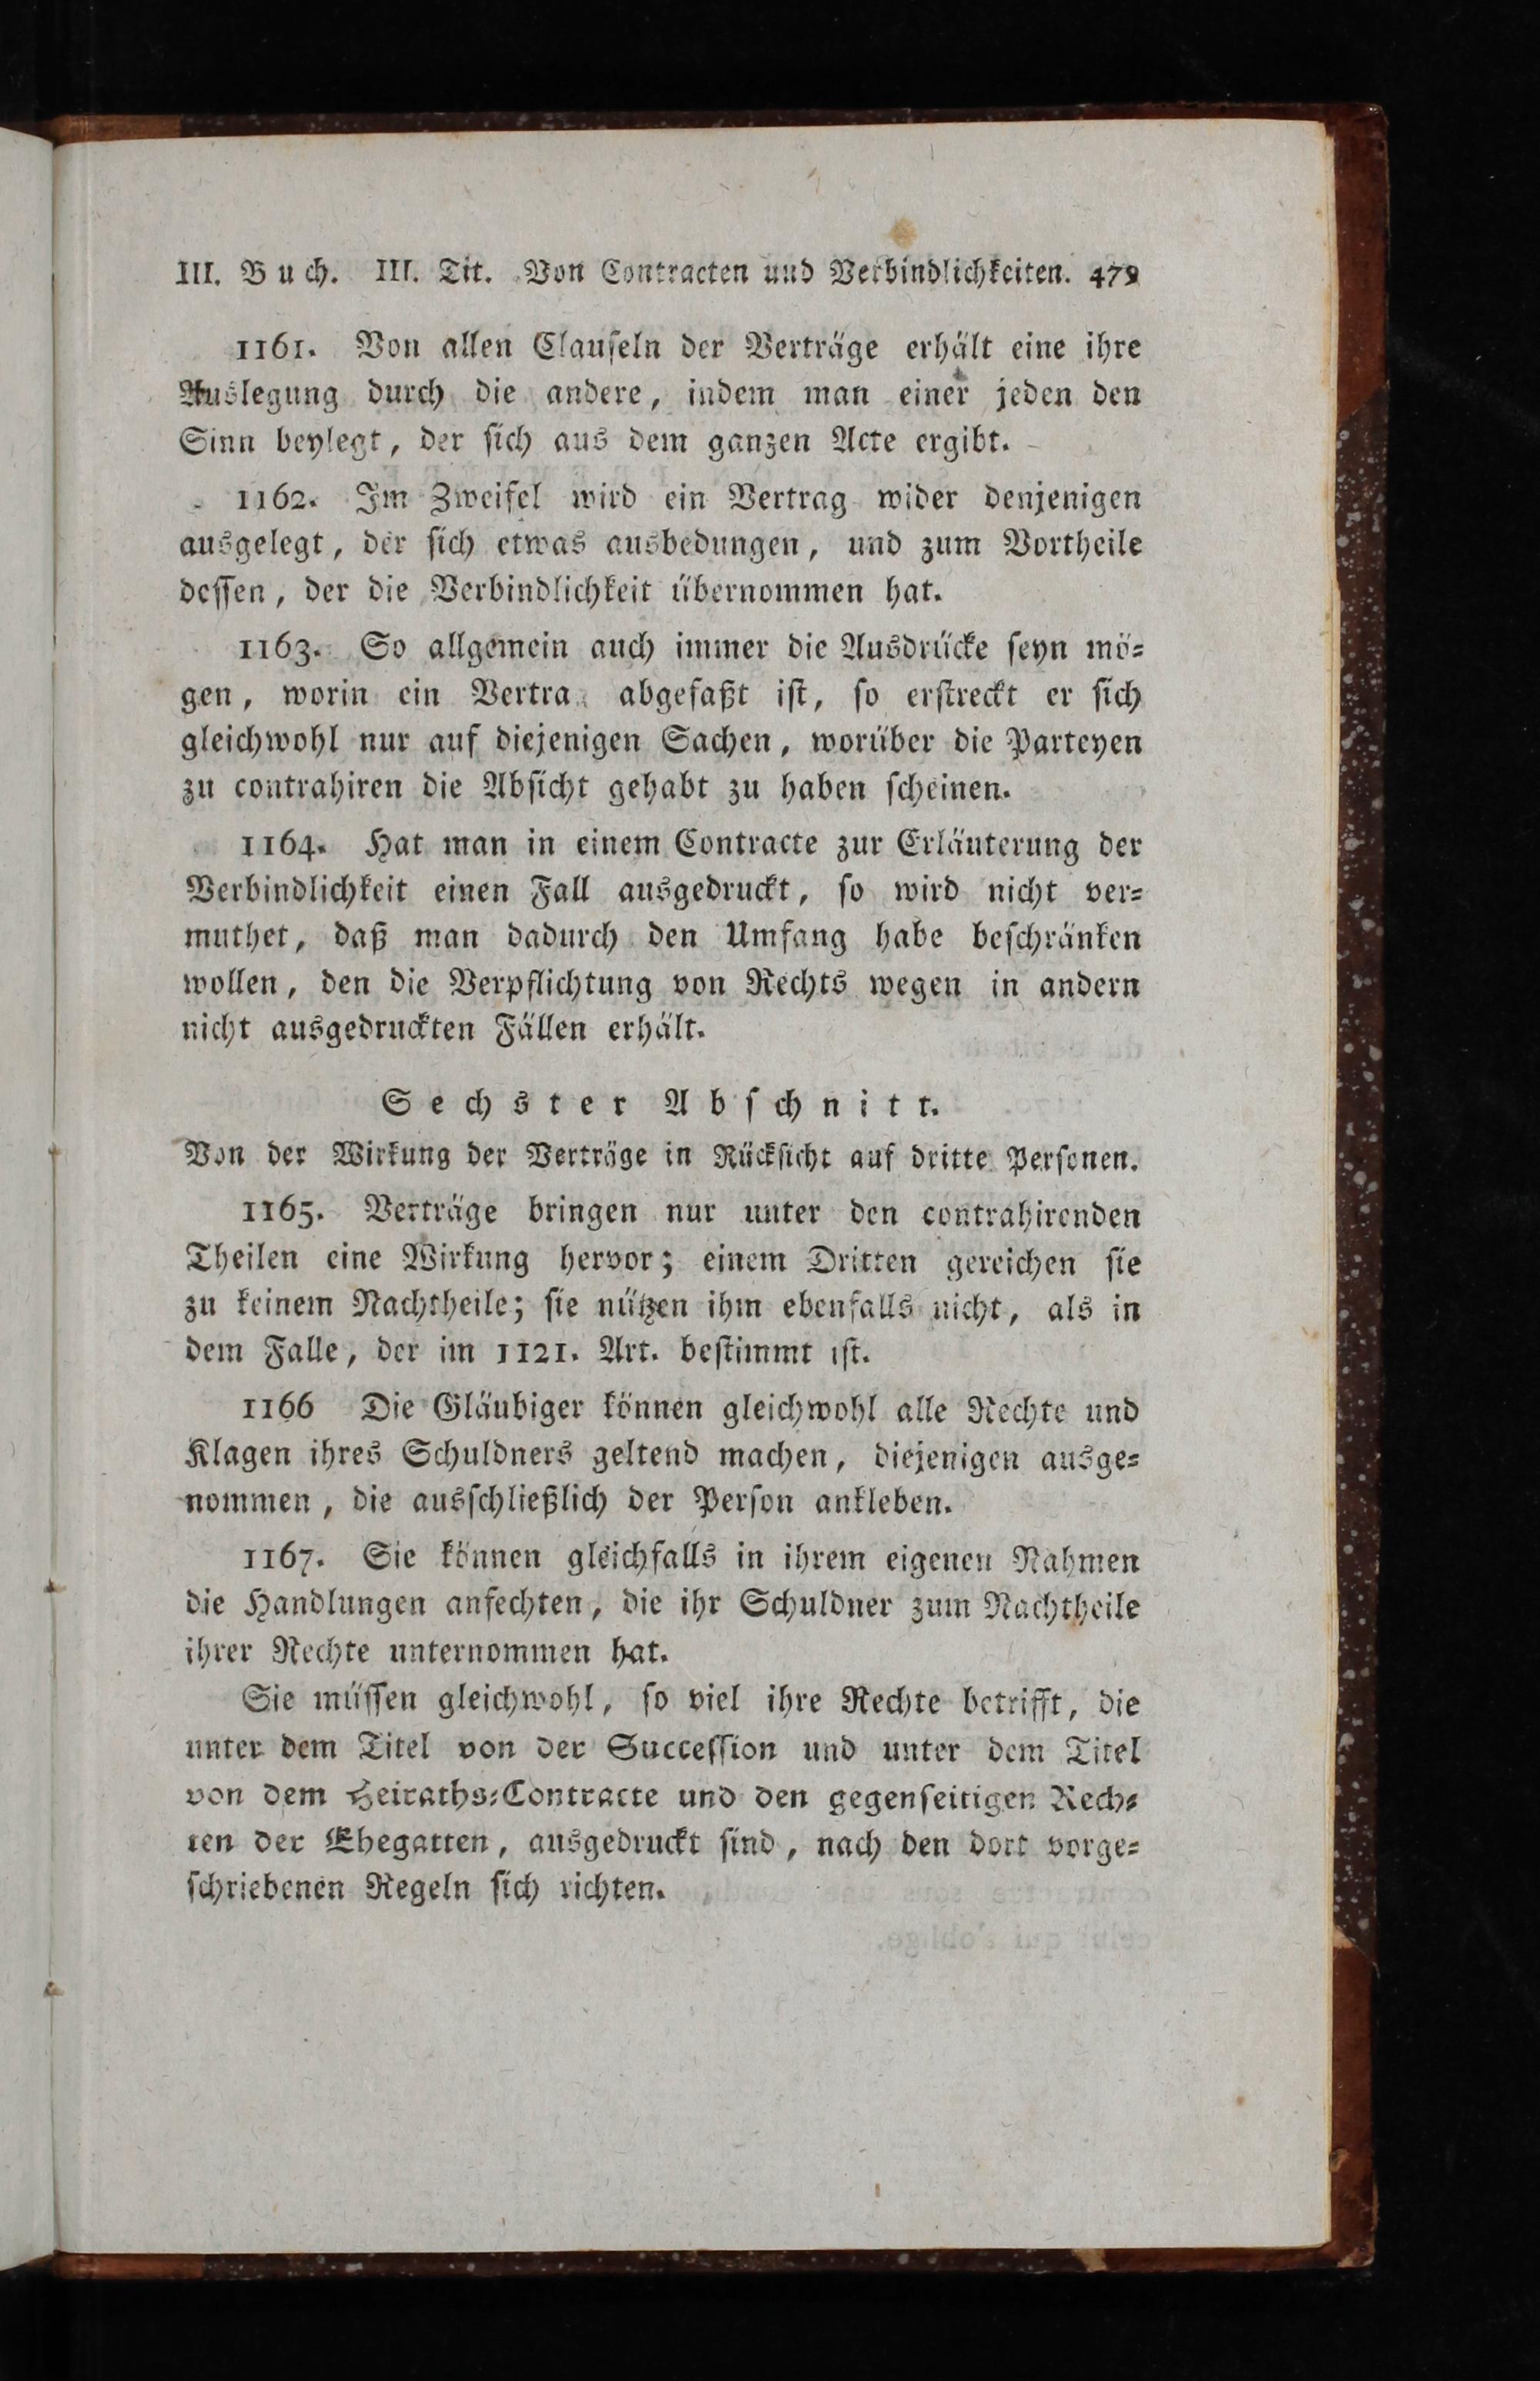 III. Buch. III. Tit. Von Contracten und Verbindlichkeiten. 479
1161. Von allen Clauseln der Verträge erhält eine ihre
Auslegung durch die andere, indem man einer jeden den
Sinn beylegt, der sich aus dem ganzen Acte ergibt.
1162. Im Zweifel wird ein Vertrag wider denjenigen
ausgelegt, der sich etwas ausbedungen, und zum Vortheile
dessen, der die Verbindlichkeit übernommen hat.
1163. So allgemein auch immer die Ausdrücke seyn mö=
gen, worin ein Vertra abgefaßt ist, so erstreckt er sich
gleichwohl nur auf diejenigen Sachen, worüber die Parteyen
zu contrahiren die Absicht gehabt zu haben scheinen.
1164. Hat man in einem Contracte zur Erläuterung der
Verbindlichkeit einen Fall ausgedruckt, so wird nicht ver=
muthet, daß man dadurch den Umfang habe beschränken
wollen, den die Verpflichtung von Rechts wegen in andern
nicht ausgedruckten Fällen erhält.
Sechster Abschnitt.
Von der Wirkung der Verträge in Rücksicht auf dritte Personen.
1165. Verträge bringen nur unter den contrahirenden
Theilen eine Wirkung hervor; einem Dritten gereichen sie
zu keinem Nachtheile; sie nützen ihm ebenfalls nicht, als in
dem Falle, der im 1121. Art. bestimmt ist.
1166 Die Gläubiger können gleichwohl alle Rechte und
Klagen ihres Schuldners geltend machen, diejenigen ausge=
nommen, die ausschließlich der Person ankleben.
1167. Sie können gleichfalls in ihrem eigenen Nahmen
die Handlungen anfechten, die ihr Schuldner zum Nachtheile
ihrer Rechte unternommen hat.
Sie müssen gleichwohl, so viel ihre Rechte betrifft, die
unter dem Titel von der Succession und unter dem Titel
von dem Heiraths=Contracte und den gegenseitigen Rech=
ten der Ehegatten, ausgedruckt sind, nach den dort vorge=
schriebenen Regeln sich richten.